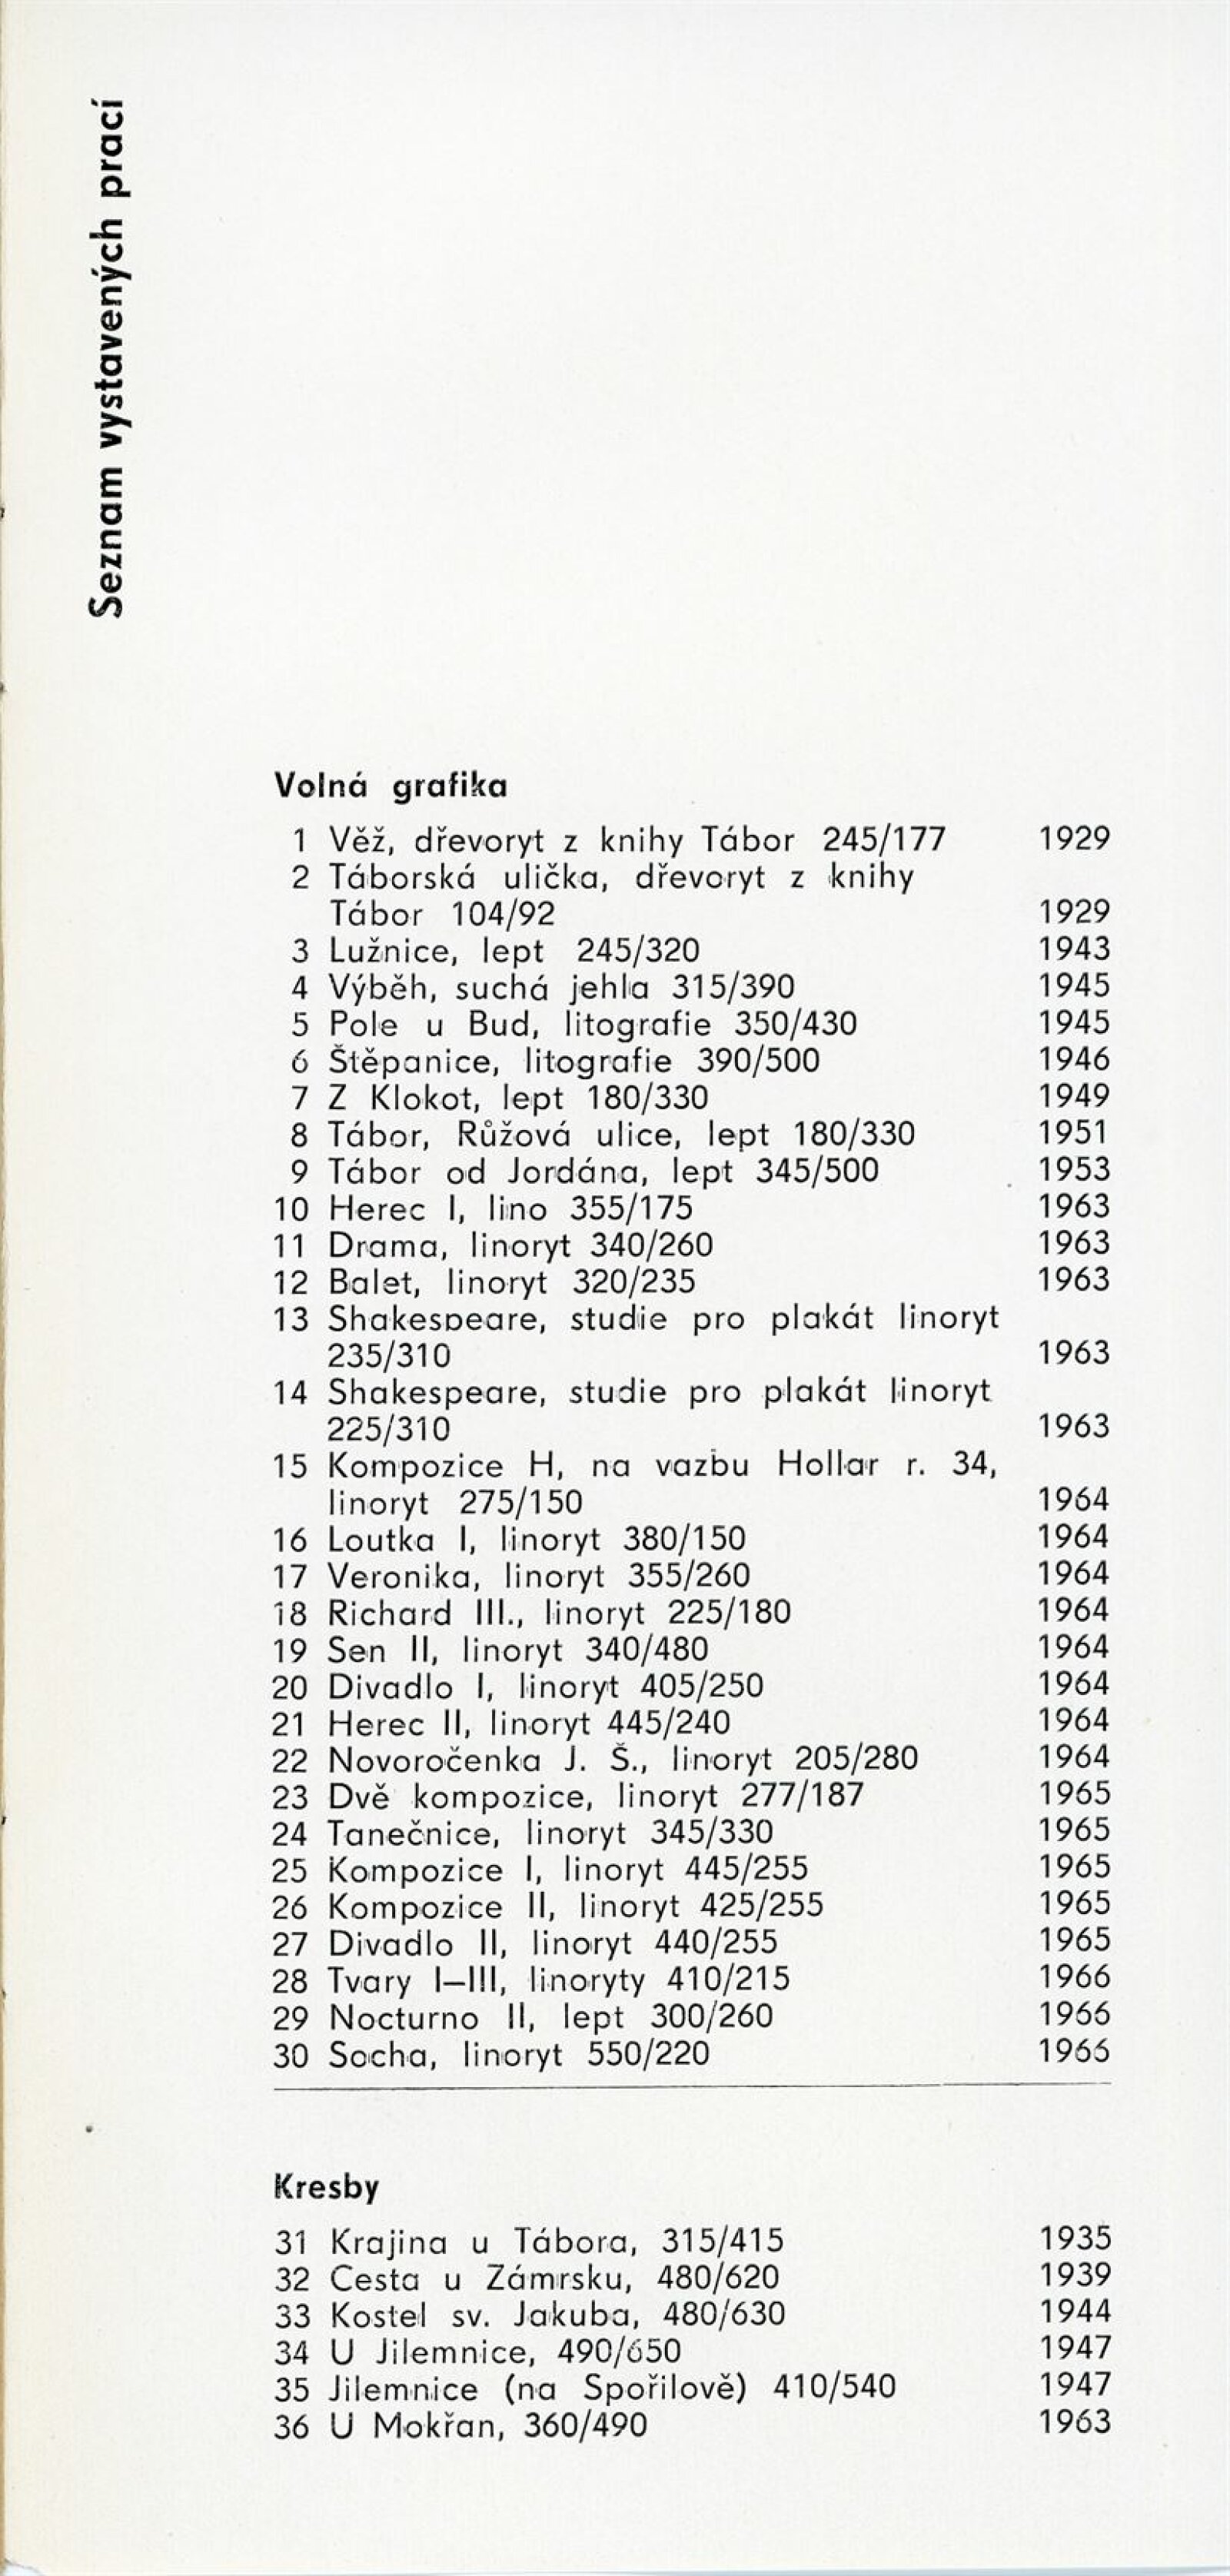 Seznam vystavených prací
Volná grafika
1 Věž, dřevoryt z knihy Tábor 245/177 1929
2 Táborská ulička, dřevoryt z knihy
Tábor 104/92 1929
3 Lužnice, lept 245/320 1943
4 Výběh, suchá jehla 315/390 1945
5 Pole u Bud, litografie 350/430 1945
6 Štěpanice, litografie 390/500 1946
7 Z Klokot, lept 180/330 1949
8 Tábor, Růžová ulice, lept 180/330 1951
9 Tábor od Jordána, lept 345/500 1953
10 Herec I, lino 355/175 1963
11 Drama, linoryt 340/260 1963
12 Balet, linoryt 320/235 1963
13 Shakespeare, studie pro plakát linoryt
235/310 1963
14 Shakespeare, studie pro plakát linoryt
225/310 1963
15 Kompozice H, na vazbu Hollar r. 34,
linoryt 275/150 1964
16 Loutka I, linoryt 380/150 1964
17 Veronika, linoryt 355/260 1964
18 Richard III., linoryt 225/180 1964
19 Sen II, linoryt 340/480 1964
20 Divadlo I, linoryt 405/250 1964
21 Herec II, linoryt 445/240 1964
22 Novoročenka J. Š., linoryt 205/280 1964
23 Dvě kompozice, linoryt 277/187 1965
24 Tanečnice, linoryt 345/330 1965
25 Kompozice I, linoryt 445/255 1965
26 Kompozice II, linoryt 425/255 1965
27 Divadlo II, linoryt 440/255 1965
28 Tvary I–III, linoryty 410/215 1966
29 Nocturno II, lept 300/260 1966
30 Socha, linoryt 550/220 1966
Kresby
31 Krajina u Tábora, 315/415 1935
32 Cesta u Zámrsku, 480/620 1939
33 Kostel sv. Jakuba, 480/630 1944
34 U Jilemnice, 490/650 1947
35 Jilemnice (na Spořilově) 410/540 1947
36 U Mokřan, 360/490 1963